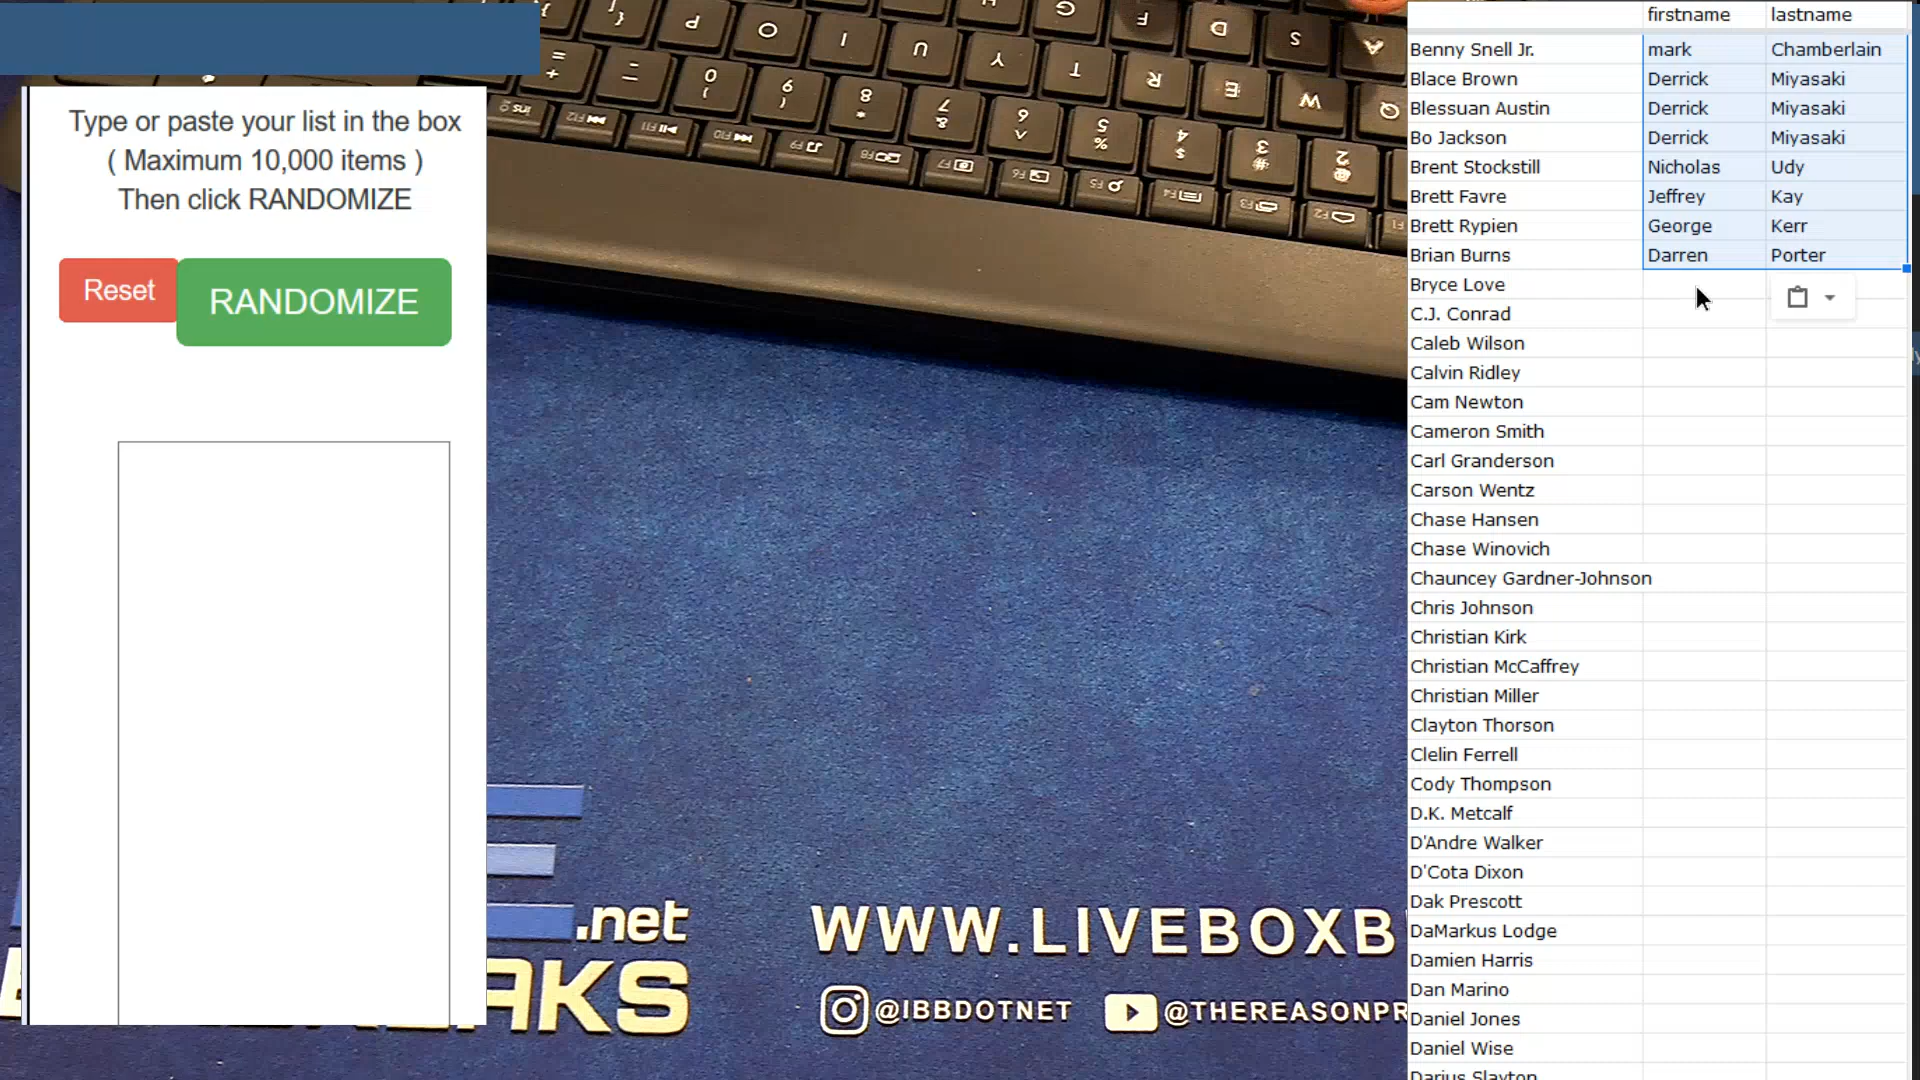 Type or paste your list in the box
( Maximum 10,000 items )
Then click RANDOMIZE
Reset
RANDOMIZE
.net
AKS
WWW.LIVEBOXB
@IBBDOTNET
@THEREASONPR
firstname lastname
Benny Snell Jr. mark Chamberlain
Blace Brown Derrick Miyasaki
Blessuan Austin Derrick Miyasaki
Bo Jackson Derrick Miyasaki
Brent Stockstill Nicholas Udy
Brett Favre Jeffrey Kay
Brett Rypien George Kerr
Brian Burns Darren Porter
Bryce Love
C.J. Conrad
Caleb Wilson
Calvin Ridley
Cam Newton
Cameron Smith
Carl Granderson
Carson Wentz
Chase Hansen
Chase Winovich
Chauncey Gardner-Johnson
Chris Johnson
Christian Kirk
Christian McCaffrey
Christian Miller
Clayton Thorson
Clelin Ferrell
Cody Thompson
D.K. Metcalf
D'Andre Walker
D'Cota Dixon
Dak Prescott
DaMarkus Lodge
Damien Harris
Dan Marino
Daniel Jones
Daniel Wise
Darius Slayton